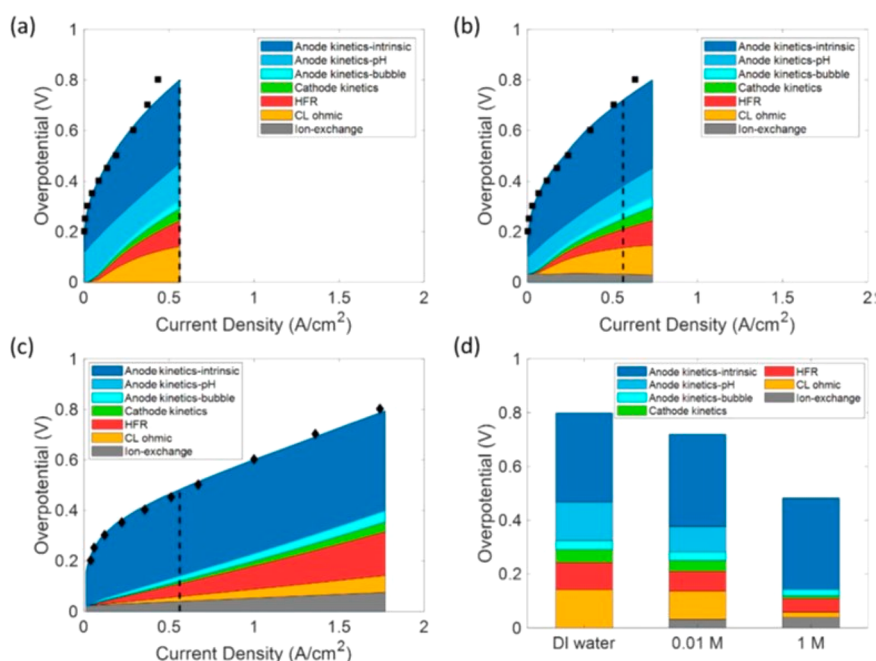 (a)
Anode kinetics-intrinsic
Anode kinetics-pH
Anode kinetics-bubble
Cathode kinetics
HFR
CL ohmic
Ion-exchange
1
0.8
0.6
0.4
0.2
0
Overpotential (V)
0 0.5 1 1.5 2
Current Density (A/cm²)
(b)
Anode kinetics-intrinsic
Anode kinetics-pH
Anode kinetics-bubble
Cathode kinetics
HFR
CL ohmic
Ion-exchange
1
0.8
0.6
0.4
0.2
0
Overpotential (V)
0 0.5 1 1.5 2
Current Density (A/cm²)
(c)
Anode kinetics-intrinsic
Anode kinetics-pH
Anode kinetics-bubble
Cathode kinetics
HFR
CL ohmic
Ion-exchange
1
0.8
0.6
0.4
0.2
0
Overpotential (V)
0 0.5 1 1.5 2
Current Density (A/cm²)
(d)
Anode kinetics-intrinsic
Anode kinetics-pH
Anode kinetics-bubble
Cathode kinetics
HFR
CL ohmic
Ion-exchange
1
0.8
0.6
0.4
0.2
0
Overpotential (V)
DI water 0.01 M 1 M